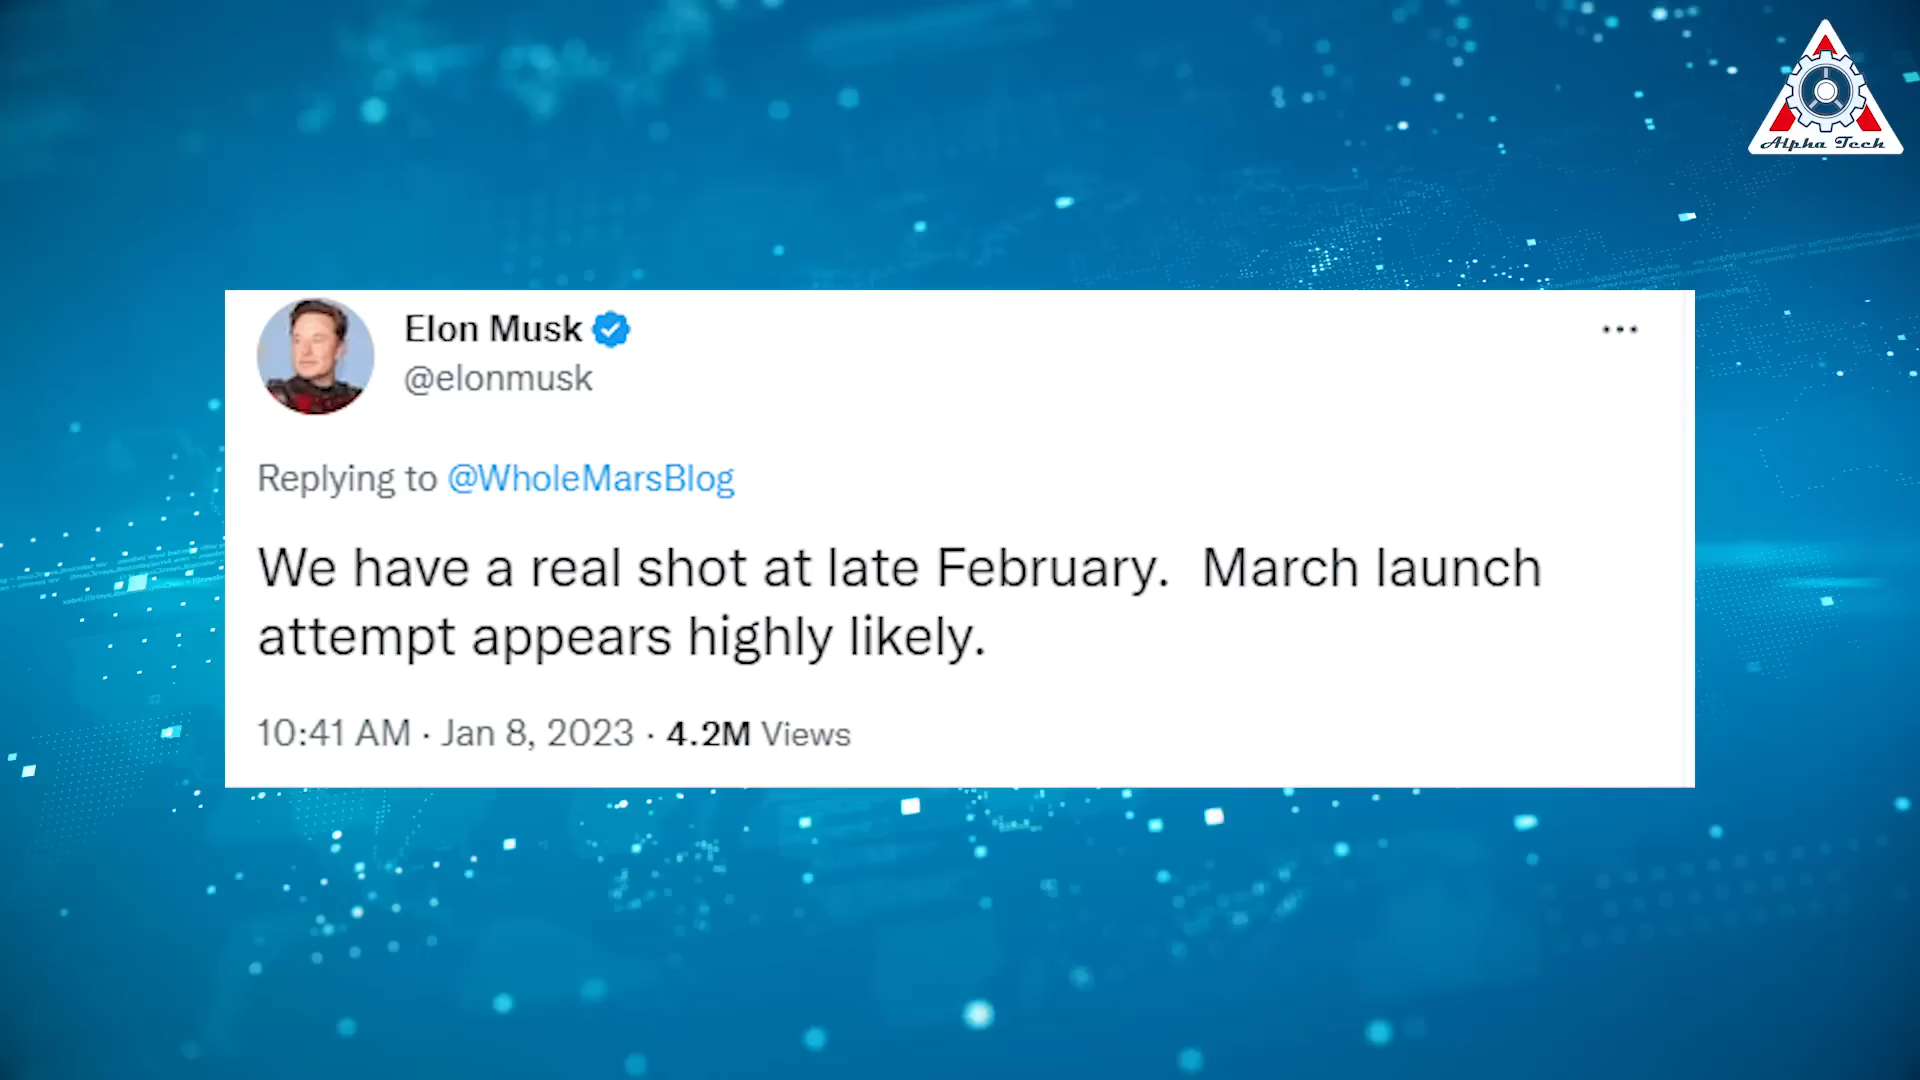 Alpha Tech
Elon Musk
@elonmusk
Replying to @WholeMarsBlog
We have a real shot at late February.  March launch
attempt appears highly likely.
10:41 AM · Jan 8, 2023 · 4.2M Views